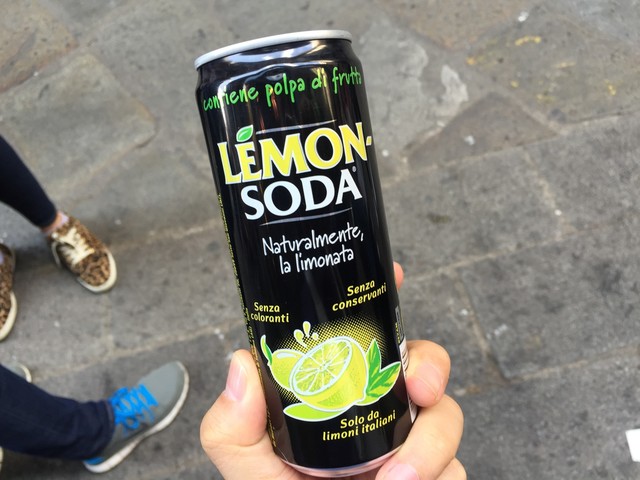 contiene polpa di frutta
LEMON-
SODA®
Naturalmente,
la limonata
Senza
coloranti
Senza
conservanti
Solo da
limoni italiani